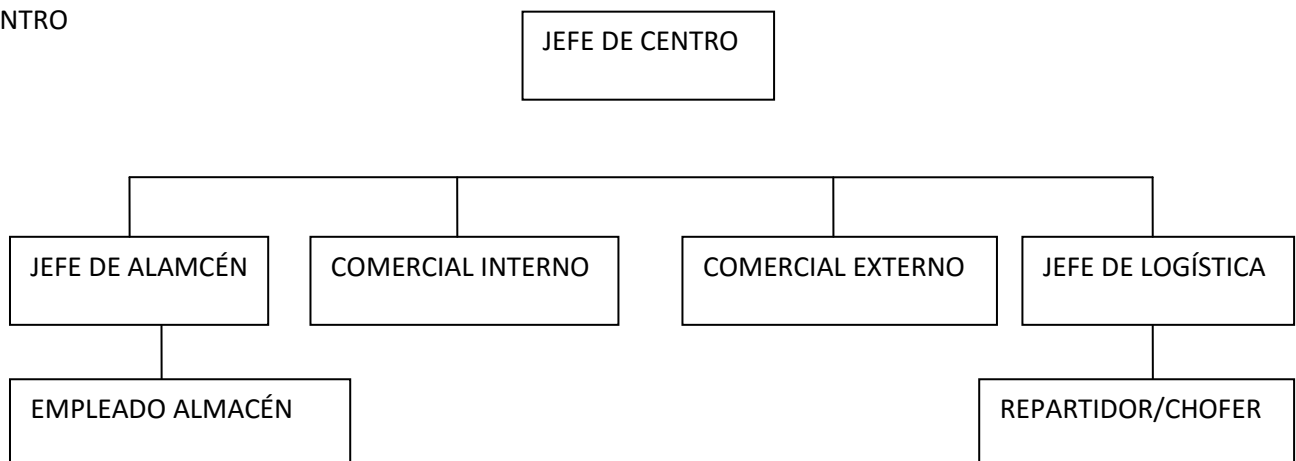 NTRO
JEFE DE CENTRO
JEFE DE ALAMCÉN
COMERCIAL INTERNO
COMERCIAL EXTERNO
JEFE DE LOGÍSTICA
EMPLEADO ALMACÉN
REPARTIDOR/CHOFER